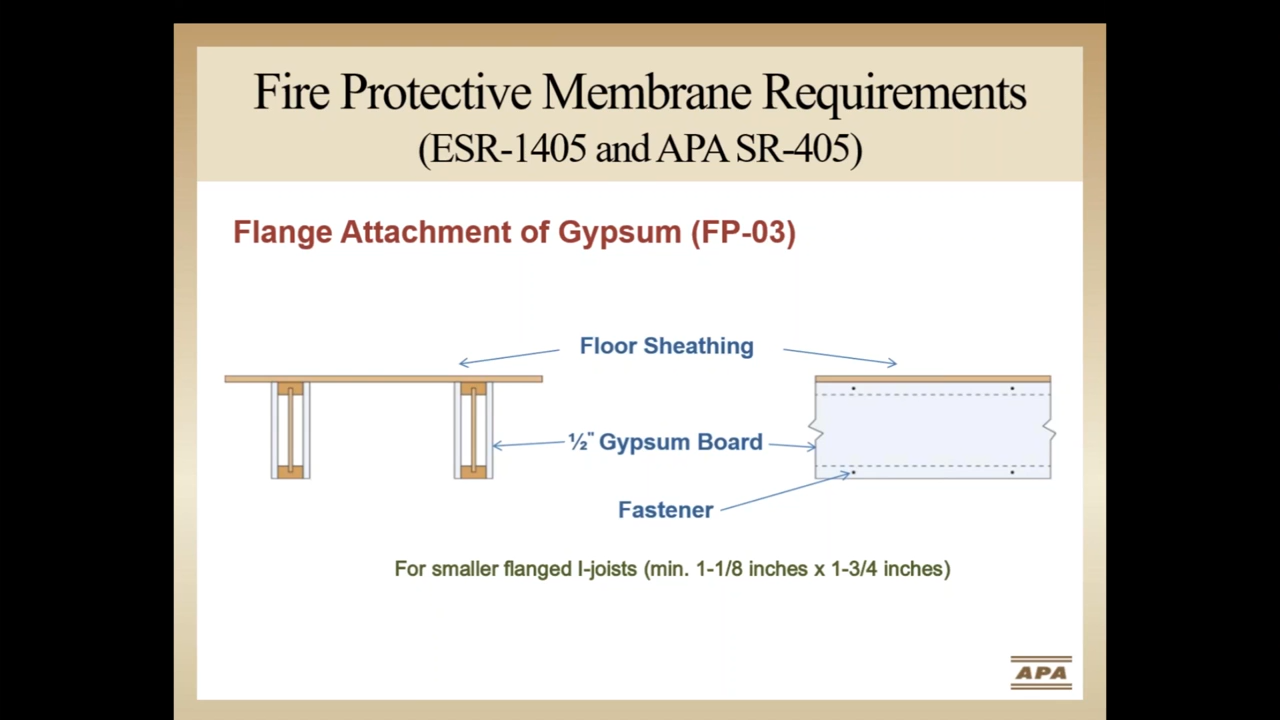 Fire Protective Membrane Requirements
(ESR-1405 and APA SR-405)
Flange Attachment of Gypsum (FP-03)
Floor Sheathing
½" Gypsum Board
Fastener
For smaller flanged I-joists (min. 1-1/8 inches x 1-3/4 inches)
APA